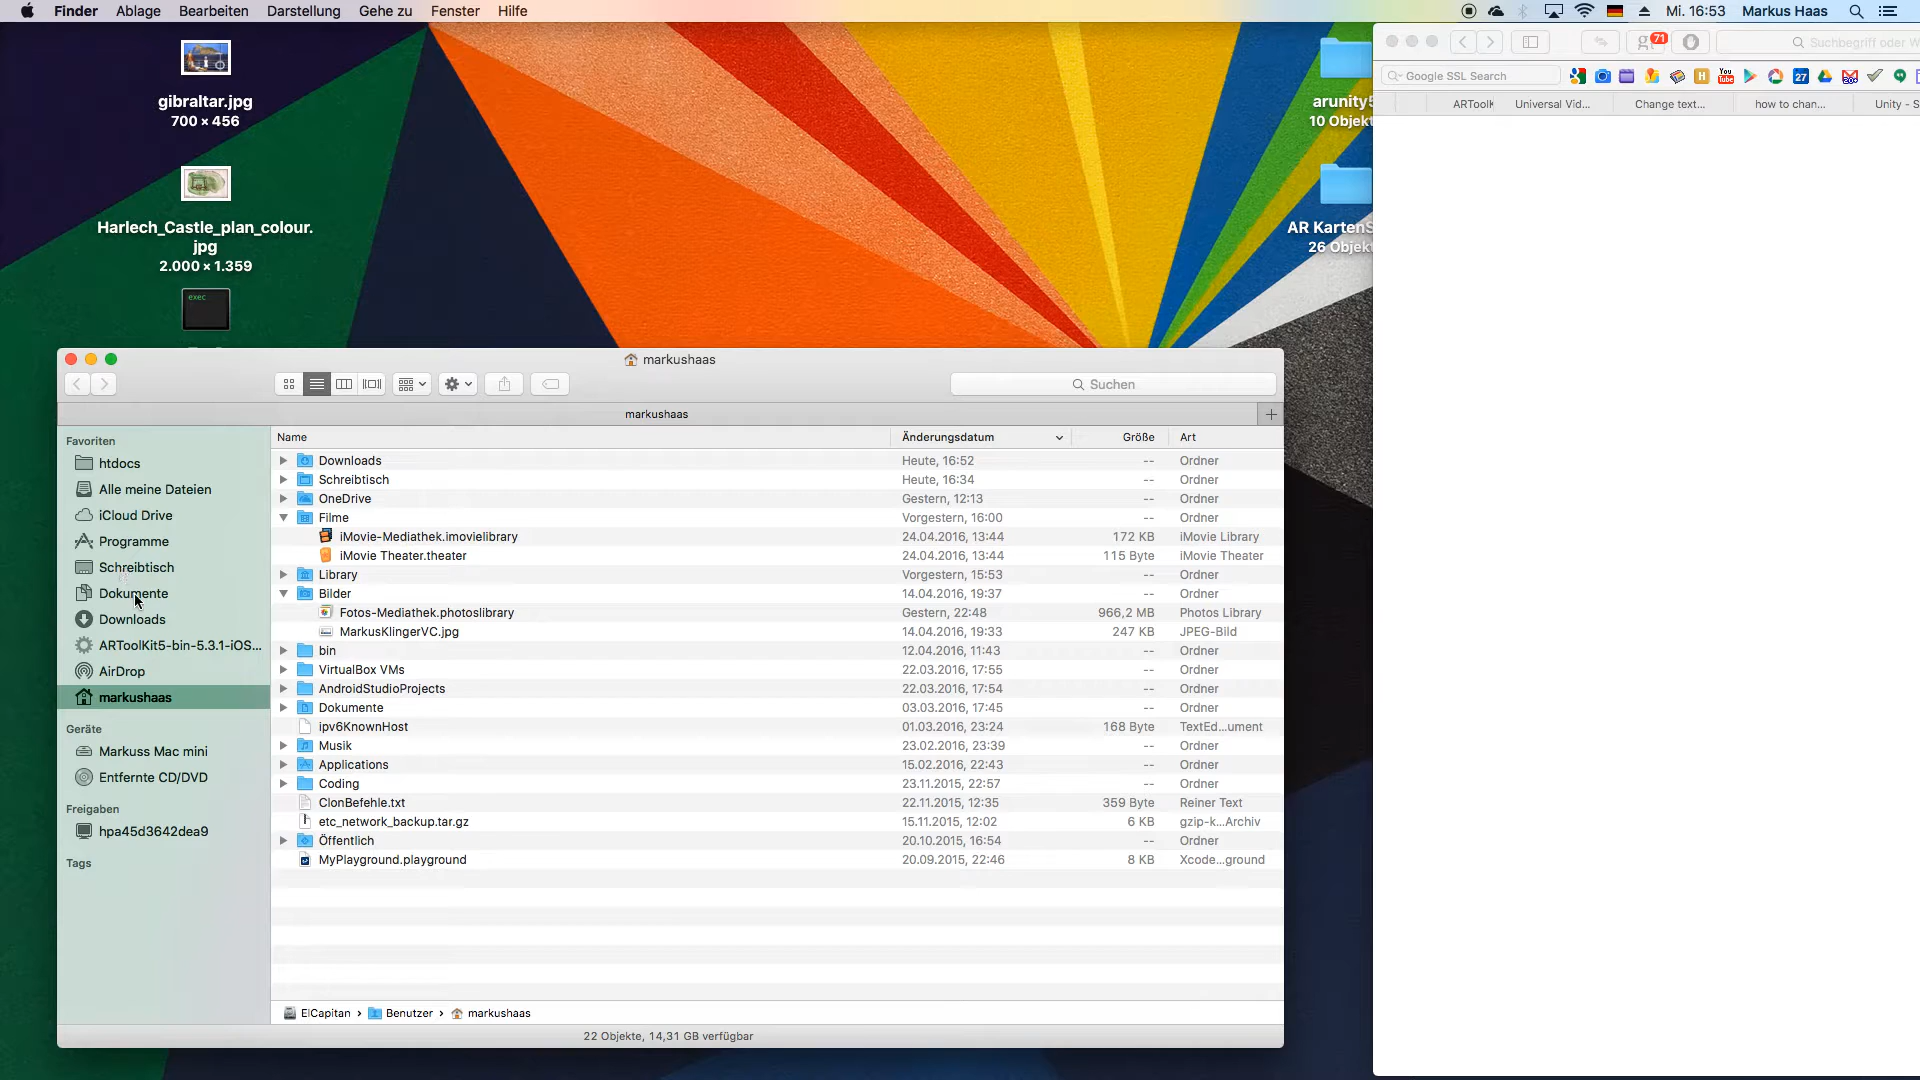 Finder Ablage Bearbeiten Darstellung Gehe zu Fenster Hilfe Mi. 16:53 Markus Haas
gibraltar.jpg
700 × 456
Harlech_Castle_plan_colour.
jpg
2.000 × 1.359
exec
arunity5
10 Objekt
AR KartenS
26 Objekt
71
Suchbegriff oder W
Google SSL Search
You
Tube
27
20+
ARToolK Universal Vid... Change text... how to chan... Unity - S
markushaas
Suchen
markushaas
Favoriten
htdocs
Alle meine Dateien
iCloud Drive
Programme
Schreibtisch
Dokumente
Downloads
ARToolKit5-bin-5.3.1-iOS...
AirDrop
markushaas
Geräte
Markuss Mac mini
Entfernte CD/DVD
Freigaben
hpa45d3642dea9
Tags
Name Änderungsdatum Größe Art
Downloads Heute, 16:52 -- Ordner
Schreibtisch Heute, 16:34 -- Ordner
OneDrive Gestern, 12:13 -- Ordner
Filme Vorgestern, 16:00 -- Ordner
iMovie-Mediathek.imovielibrary 24.04.2016, 13:44 172 KB iMovie Library
iMovie Theater.theater 24.04.2016, 13:44 115 Byte iMovie Theater
Library Vorgestern, 15:53 -- Ordner
Bilder 14.04.2016, 19:37 -- Ordner
Fotos-Mediathek.photoslibrary Gestern, 22:48 966,2 MB Photos Library
MarkusKlingerVC.jpg 14.04.2016, 19:33 247 KB JPEG-Bild
bin 12.04.2016, 11:43 -- Ordner
VirtualBox VMs 22.03.2016, 17:55 -- Ordner
AndroidStudioProjects 22.03.2016, 17:54 -- Ordner
Dokumente 03.03.2016, 17:45 -- Ordner
ipv6KnownHost 01.03.2016, 23:24 168 Byte TextEd...ument
Musik 23.02.2016, 23:39 -- Ordner
Applications 15.02.2016, 22:43 -- Ordner
Coding 23.11.2015, 22:57 -- Ordner
ClonBefehle.txt 22.11.2015, 12:35 359 Byte Reiner Text
etc_network_backup.tar.gz 15.11.2015, 12:02 6 KB gzip-k...Archiv
Öffentlich 20.10.2015, 16:54 -- Ordner
MyPlayground.playground 20.09.2015, 22:46 8 KB Xcode...ground
ElCapitan › Benutzer › markushaas
22 Objekte, 14,31 GB verfügbar